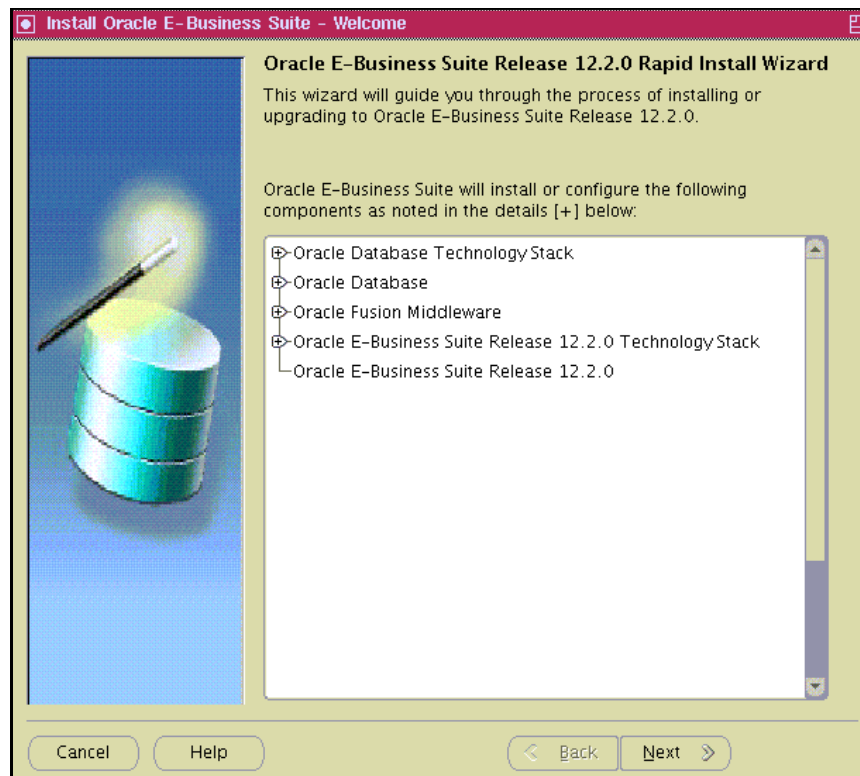 Install Oracle E-Business Suite - Welcome
Oracle E-Business Suite Release 12.2.0 Rapid Install Wizard
This wizard will guide you through the process of installing or
upgrading to Oracle E-Business Suite Release 12.2.0.
Oracle E-Business Suite will install or configure the following
components as noted in the details [+] below:
Oracle Database Technology Stack
Oracle Database
Oracle Fusion Middleware
Oracle E-Business Suite Release 12.2.0 Technology Stack
Oracle E-Business Suite Release 12.2.0
Cancel Help Back Next